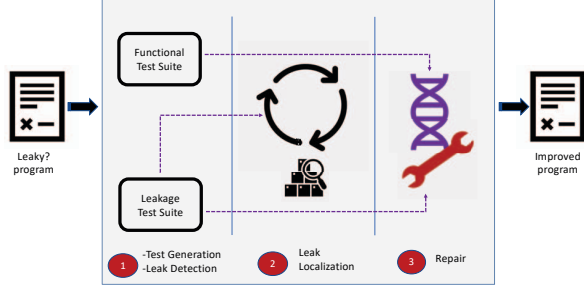 Functional
Test Suite
Leaky?
program
Improved
program
Leakage
Test Suite
1
-Test Generation
-Leak Detection
2
Leak
Localization
3
Repair